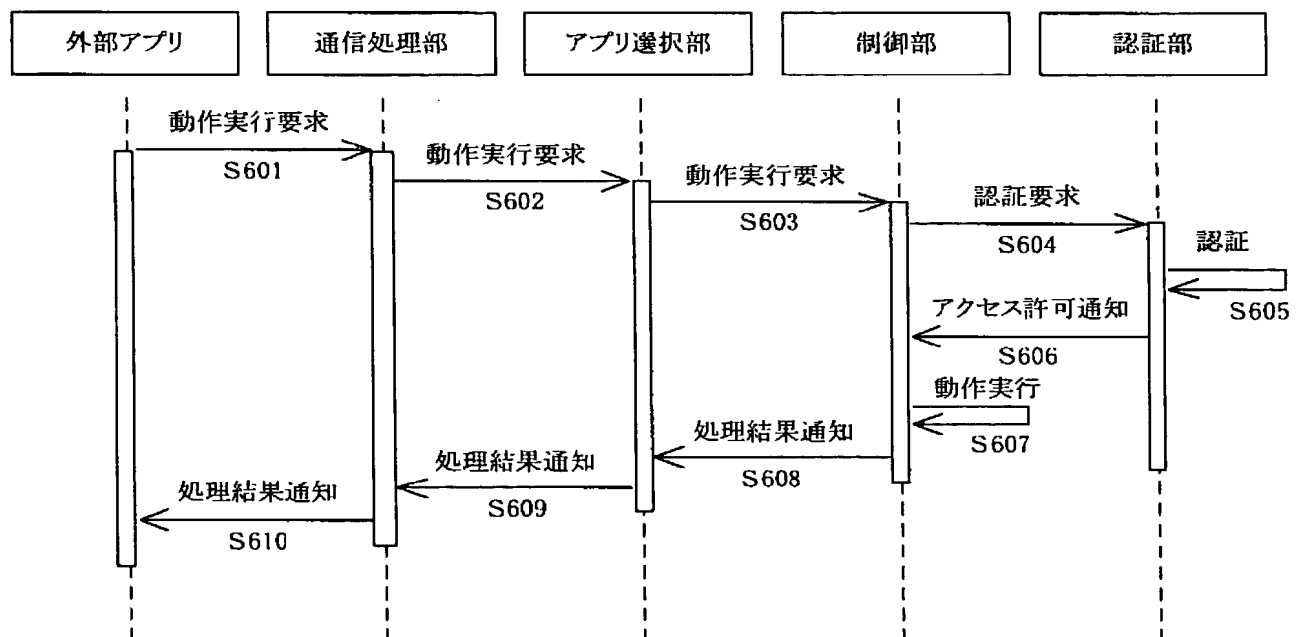 外部アプリ
通信処理部
アプリ選択部
制御部
認証部
動作実行要求
S601
動作実行要求
S602
動作実行要求
S603
認証要求
S604
認証
S605
アクセス許可通知
S606
動作実行
S607
処理結果通知
S608
処理結果通知
S609
処理結果通知
S610